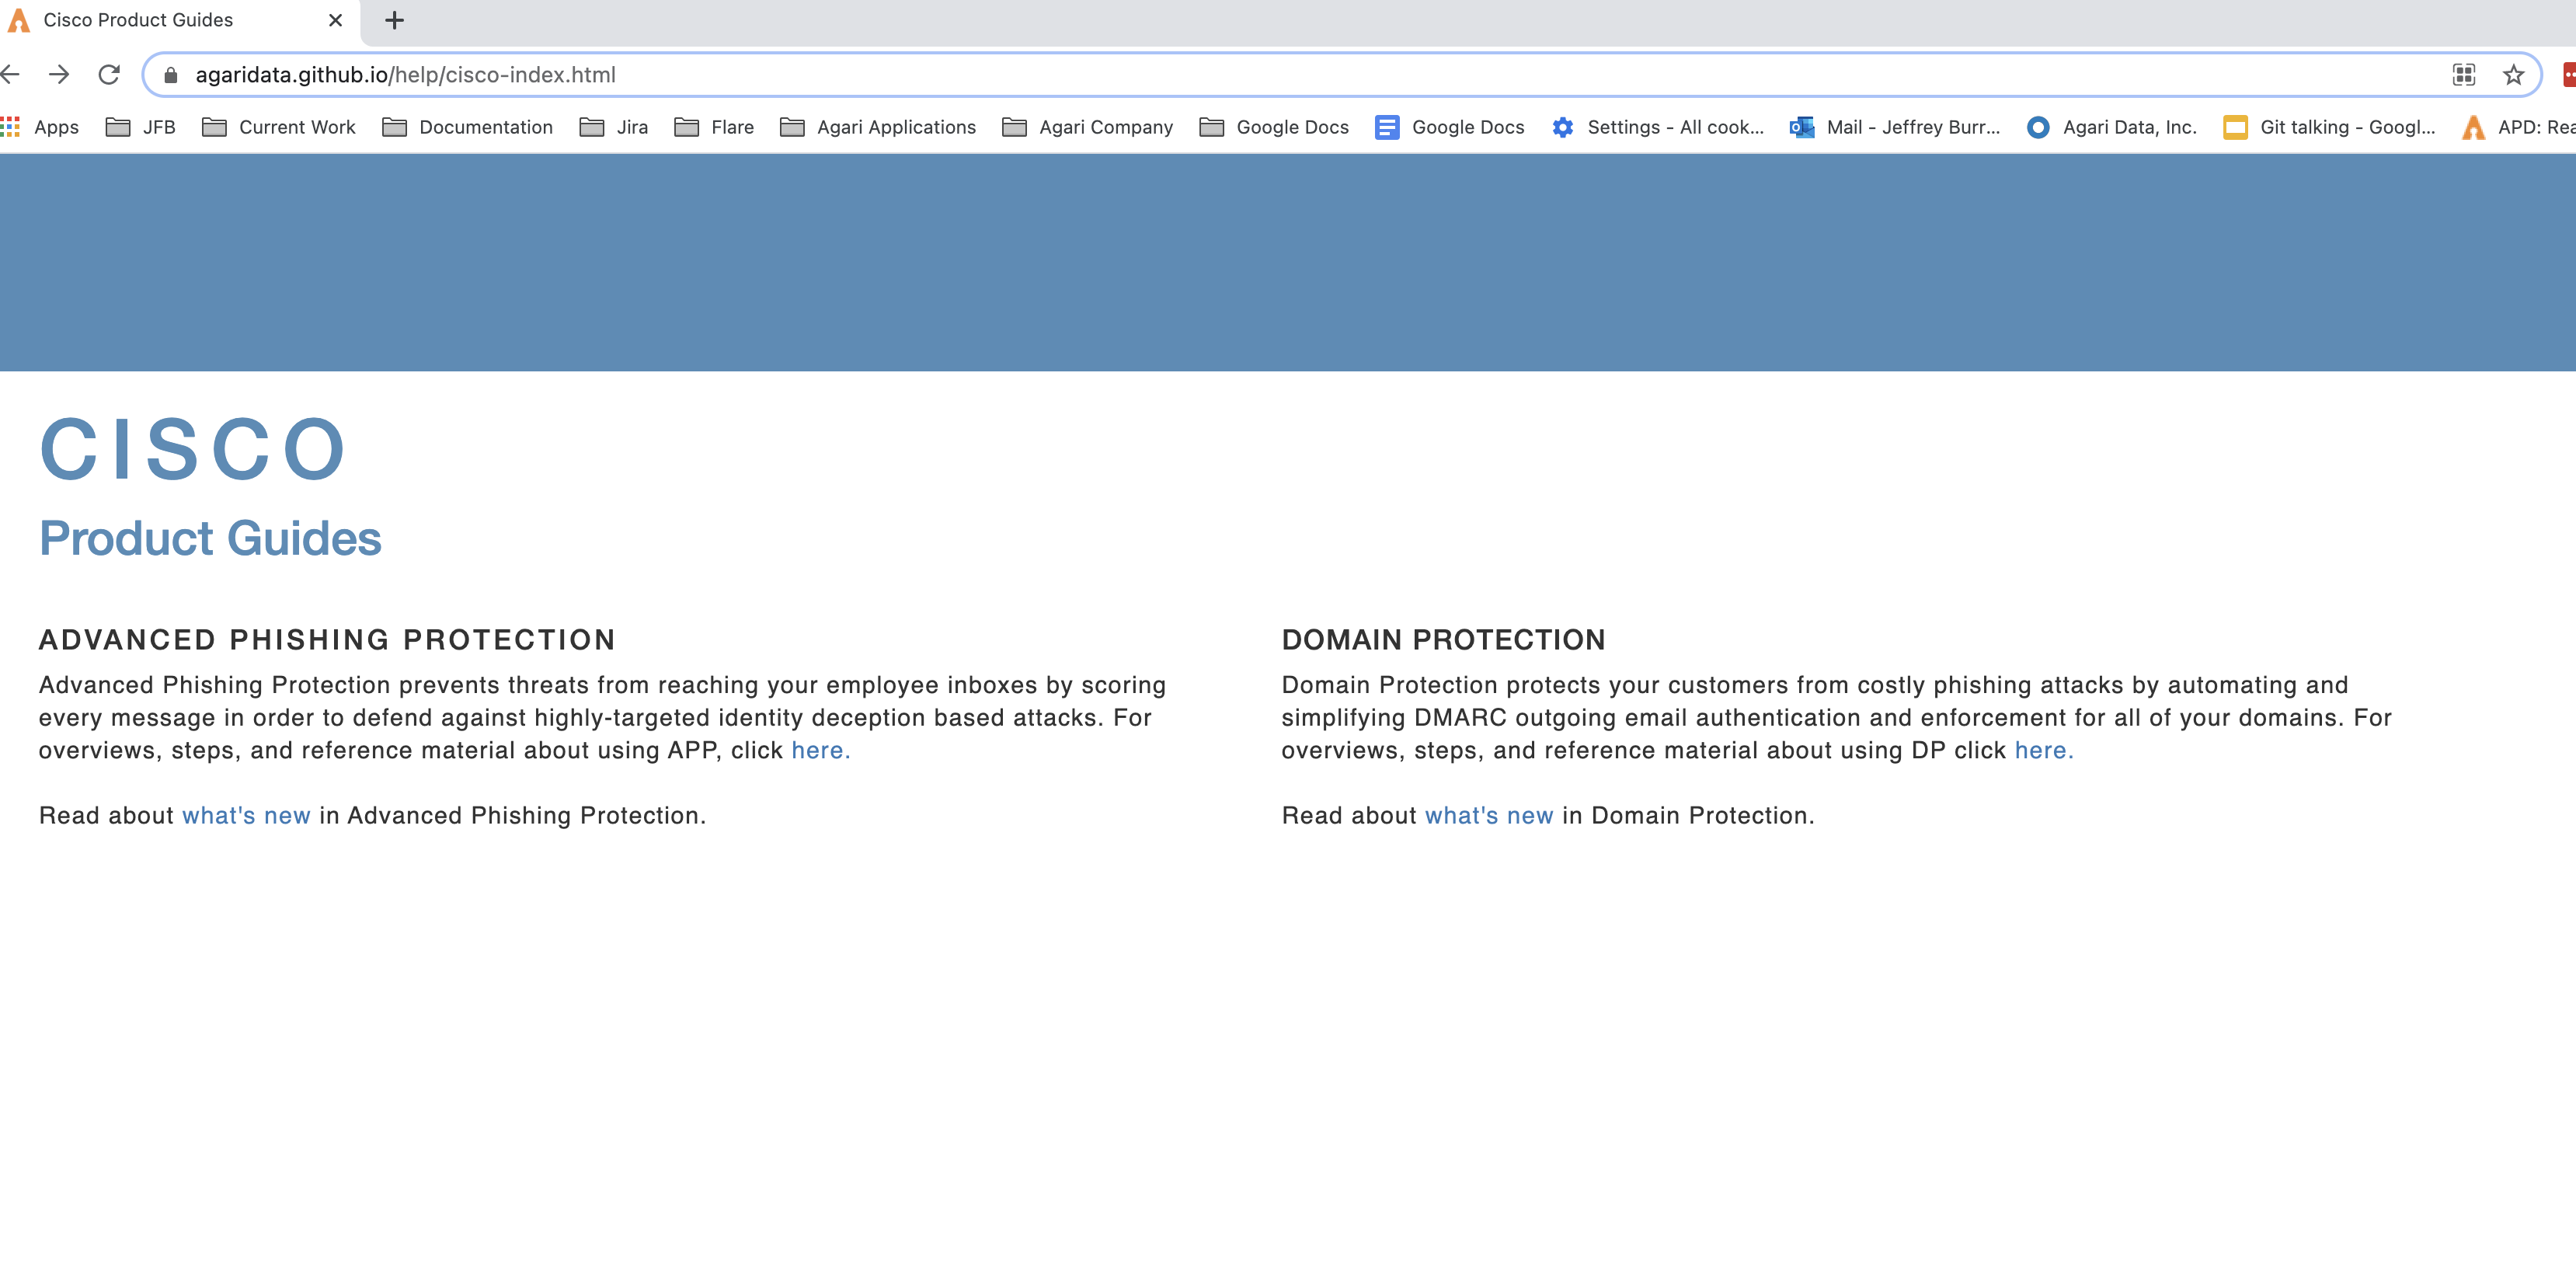 Cisco Product Guides
agaridata.github.io/help/cisco-index.html
Apps JFB Current Work Documentation Jira Flare Agari Applications Agari Company Google Docs Google Docs Settings - All cook... Mail - Jeffrey Burr... Agari Data, Inc. Git talking - Googl... APD: Rea
CISCO
Product Guides
ADVANCED PHISHING PROTECTION
Advanced Phishing Protection prevents threats from reaching your employee inboxes by scoring
every message in order to defend against highly-targeted identity deception based attacks. For
overviews, steps, and reference material about using APP, click here.
Read about what's new in Advanced Phishing Protection.
DOMAIN PROTECTION
Domain Protection protects your customers from costly phishing attacks by automating and
simplifying DMARC outgoing email authentication and enforcement for all of your domains. For
overviews, steps, and reference material about using DP click here.
Read about what's new in Domain Protection.